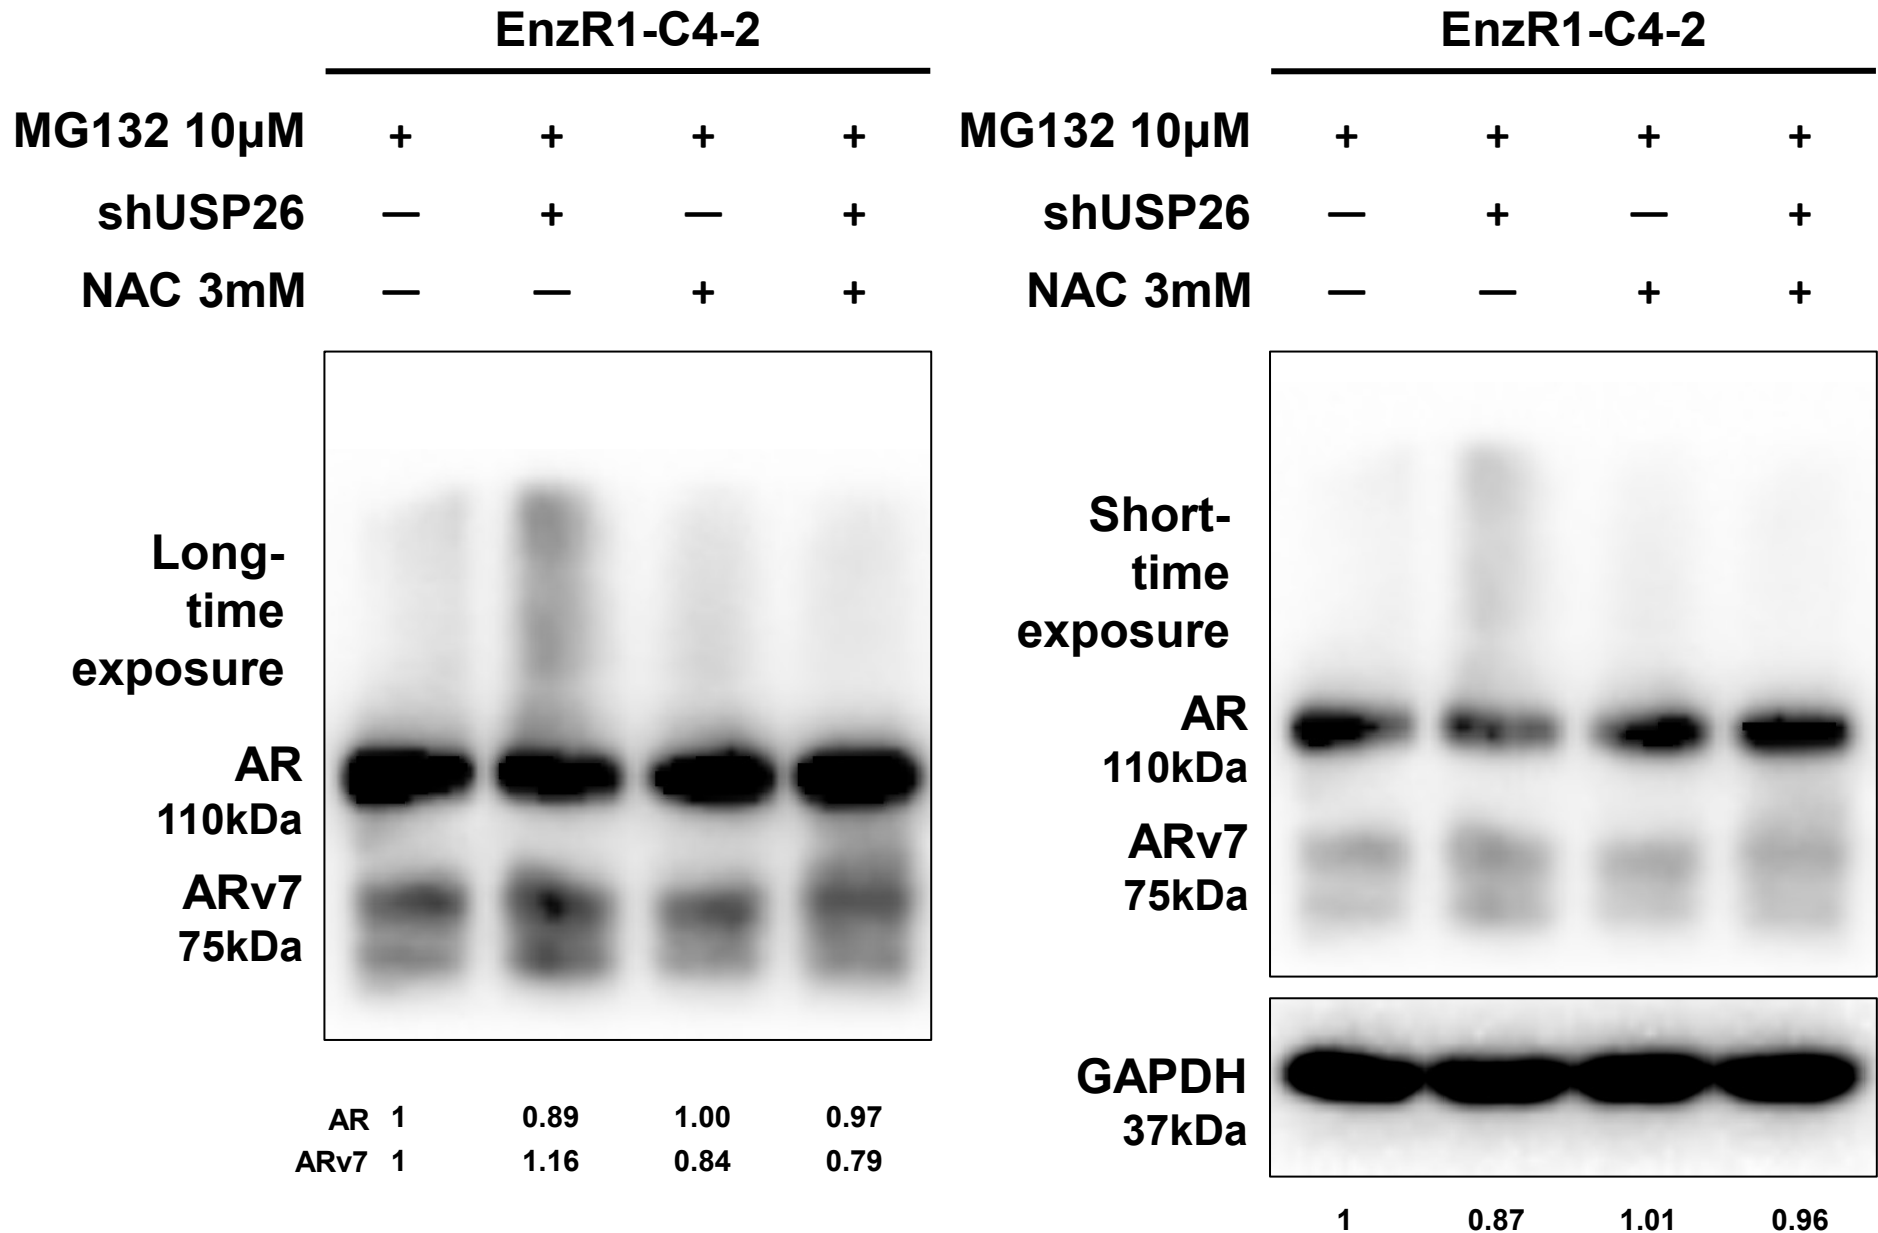 EnzR1-C4-2
MG132 10μM + + + +
shUSP26 — + — +
NAC 3mM — — + +
Long-
time
exposure
AR
110kDa
ARv7
75kDa
AR 1 0.89 1.00 0.97
ARv7 1 1.16 0.84 0.79
EnzR1-C4-2
MG132 10μM + + + +
shUSP26 — + — +
NAC 3mM — — + +
Short-
time
exposure
AR
110kDa
ARv7
75kDa
GAPDH
37kDa
1 0.87 1.01 0.96